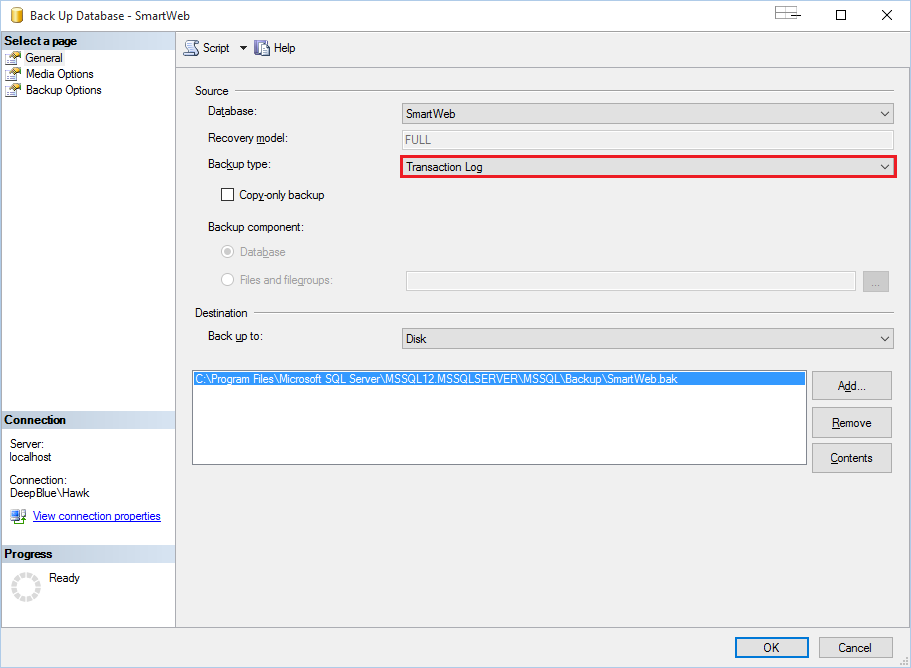 Back Up Database - SmartWeb
Select a page
General
Media Options
Backup Options
Script
Help
Source
Database:
SmartWeb
Recovery model:
FULL
Backup type:
Transaction Log
Copy-only backup
Backup component:
Database
Files and filegroups:
...
Destination
Back up to:
Disk
C:\Program Files\Microsoft SQL Server\MSSQL12.MSSQLSERVER\MSSQL\Backup\SmartWeb.bak
Add...
Remove
Contents
Connection
Server:
localhost
Connection:
DeepBlue\Hawk
View connection properties
Progress
Ready
OK
Cancel